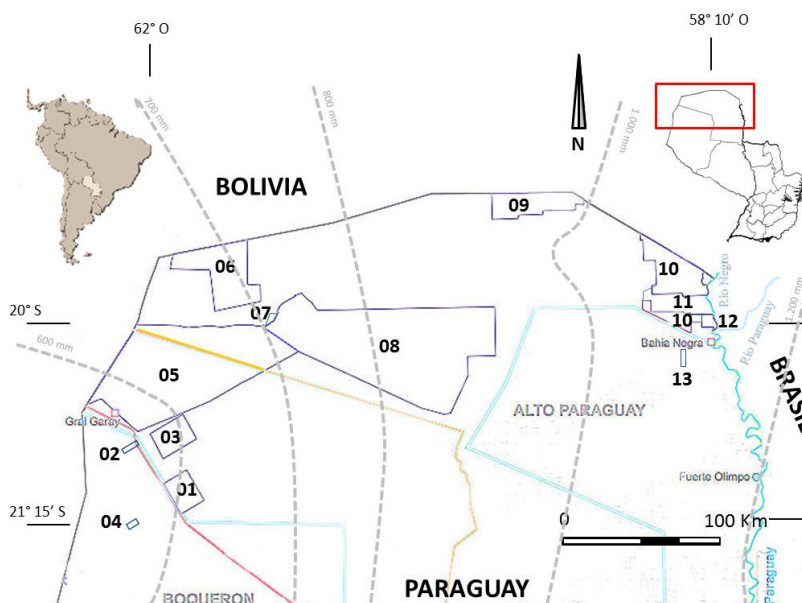 62° O
58° 10’ O
700 mm
800 mm
1.000 mm
N
BOLIVIA
09
06
10
Rio Negro
11
20° S
07
10
12
1.200 mm
Bahia Negra
Rio Paraguay
600 mm
08
05
13
BRASIL
ALTO PARAGUAY
Gral Garay
03
02
Fuerte Olimpo
01
21° 15’ S
04
0
100 Km
BOQUERON
PARAGUAY
Paraguay